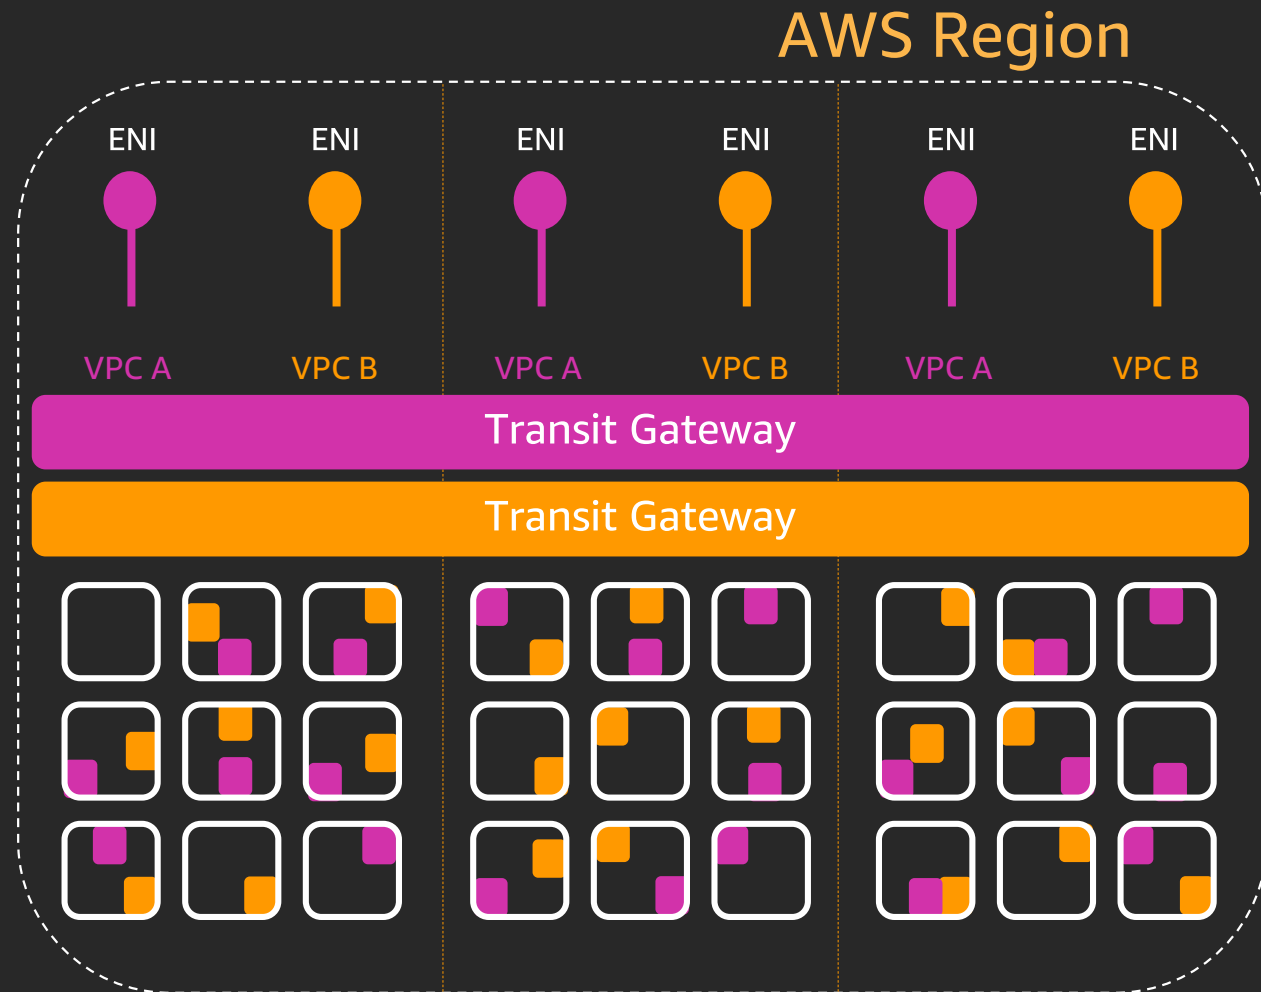 AWS Region
ENI
ENI
ENI
ENI
ENI
ENI
VPC A
VPC B
VPC A
VPC B
VPC A
VPC B
Transit Gateway
Transit Gateway